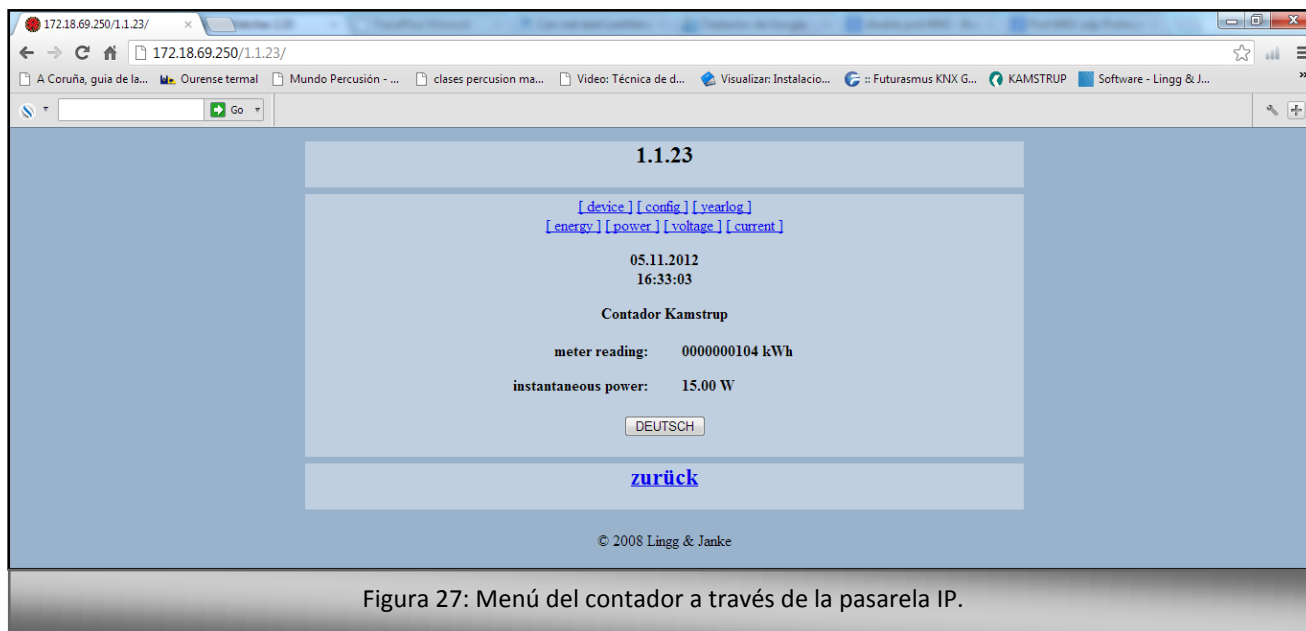 172.18.69.250/1.1.23/
172.18.69.250/1.1.23/
A Coruña, guia de la... Ourense termal Mundo Percusión - ... clases percusion ma... Video: Técnica de d... Visualizar: Instalacio... :: Futurasmus KNX G... KAMSTRUP Software - Lingg & J... »
Go
1.1.23
[ device ] [ config ] [ yearlog ]
[ energy ] [ power ] [ voltage ] [ current ]
05.11.2012
16:33:03
Contador Kamstrup
meter reading: 0000000104 kWh
instantaneous power: 15.00 W
DEUTSCH
zurück
© 2008 Lingg & Janke
Figura 27: Menú del contador a través de la pasarela IP.